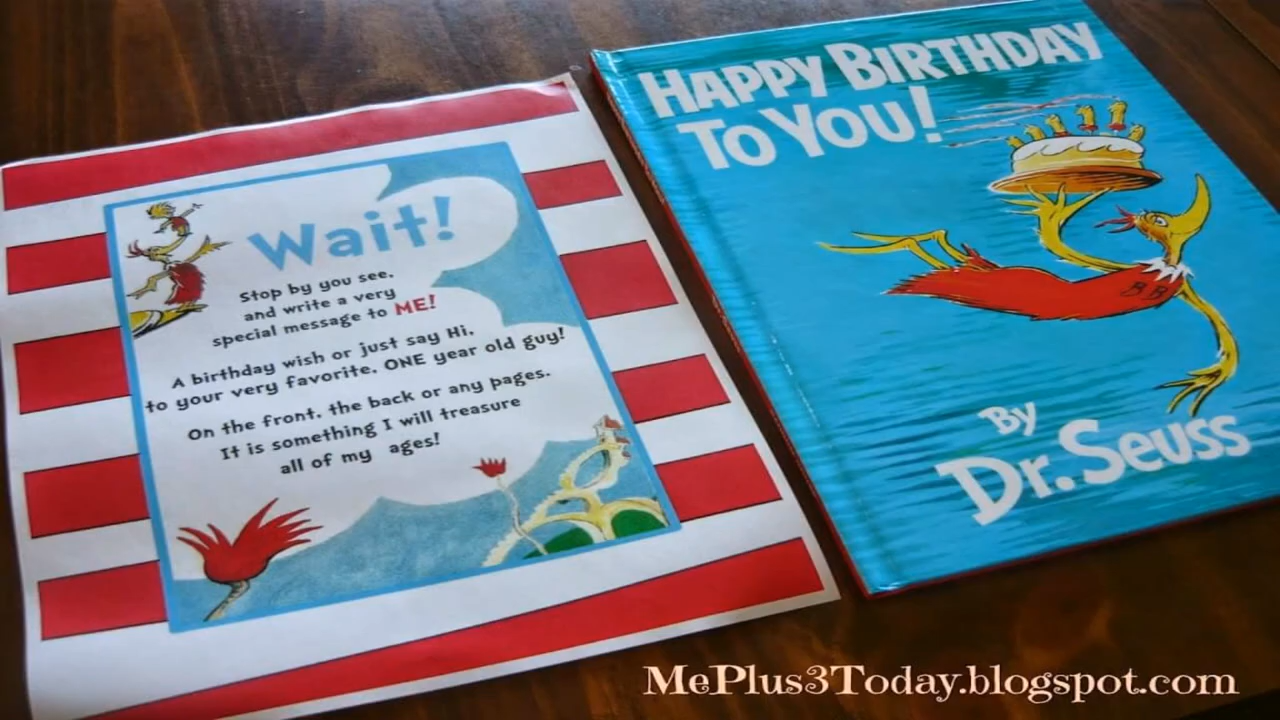 Wait!
Stop by you see,
and write a very
special message to ME!
A birthday wish or just say Hi,
to your very favorite, ONE year old guy!
On the front, the back or any pages.
It is something I will treasure
all of my ages!
HAPPY BIRTHDAY
TO YOU!
BB
By
Dr. Seuss
MePlus3Today.blogspot.com